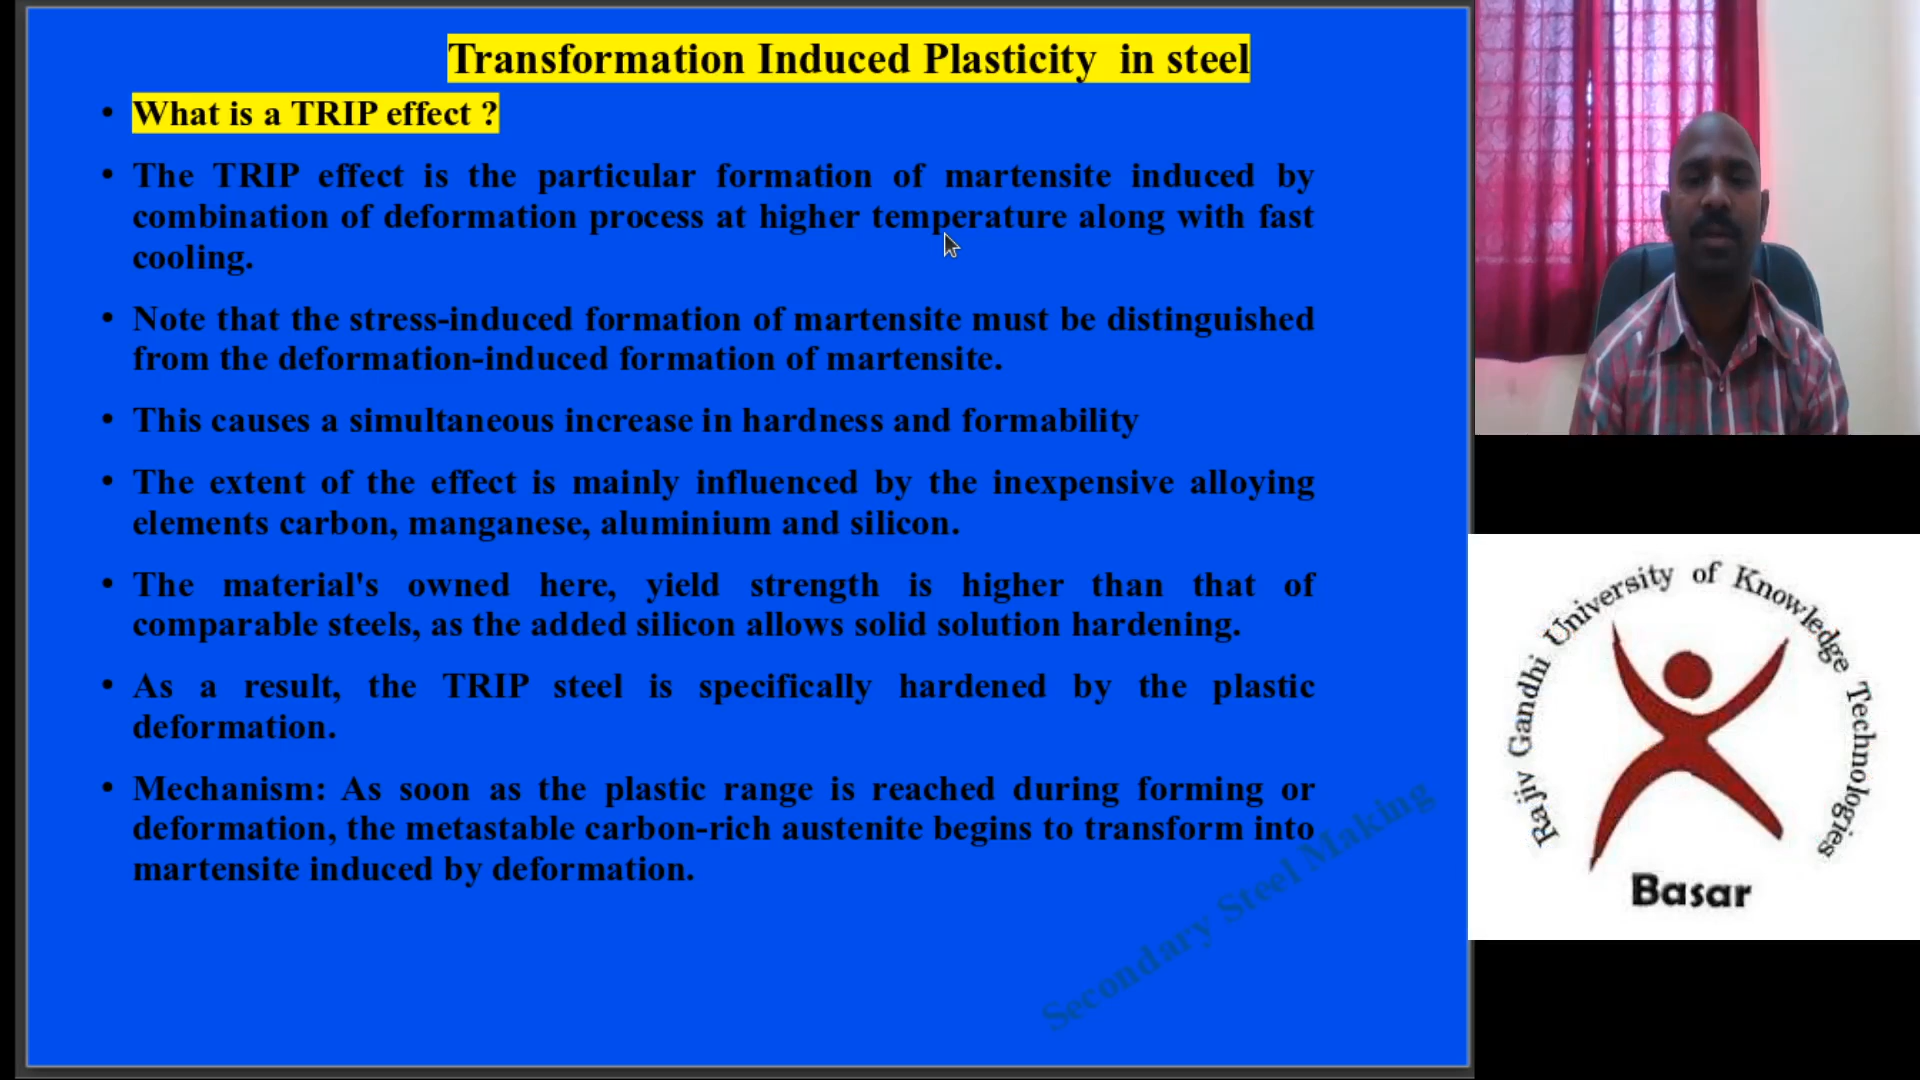 Transformation Induced Plasticity in steel
• What is a TRIP effect ?
• The TRIP effect is the particular formation of martensite induced by
combination of deformation process at higher temperature along with fast
cooling.
• Note that the stress-induced formation of martensite must be distinguished
from the deformation-induced formation of martensite.
• This causes a simultaneous increase in hardness and formability
• The extent of the effect is mainly influenced by the inexpensive alloying
elements carbon, manganese, aluminium and silicon.
• The material's owned here, yield strength is higher than that of
comparable steels, as the added silicon allows solid solution hardening.
• As a result, the TRIP steel is specifically hardened by the plastic
deformation.
• Mechanism: As soon as the plastic range is reached during forming or
deformation, the metastable carbon-rich austenite begins to transform into
martensite induced by deformation.
Secondary Steel Making
Rajiv Gandhi University of Knowledge Technologies
Basar